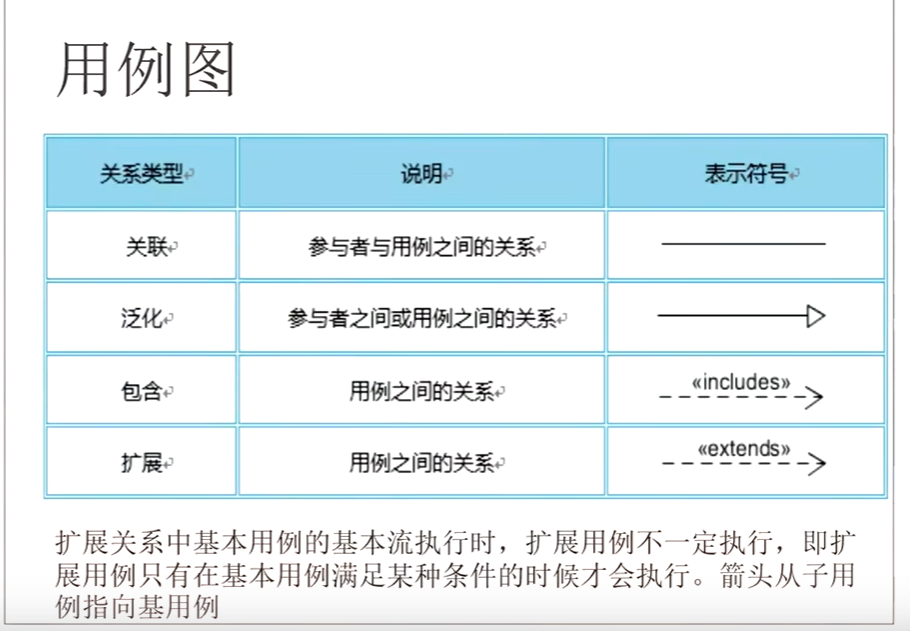 用例图
关系类型 说明 表示符号
关联 参与者与用例之间的关系
泛化 参与者之间或用例之间的关系
包含 用例之间的关系 «includes»
扩展 用例之间的关系 «extends»
扩展关系中基本用例的基本流执行时，扩展用例不一定执行，即扩
展用例只有在基本用例满足某种条件的时候才会执行。箭头从子用
例指向基用例